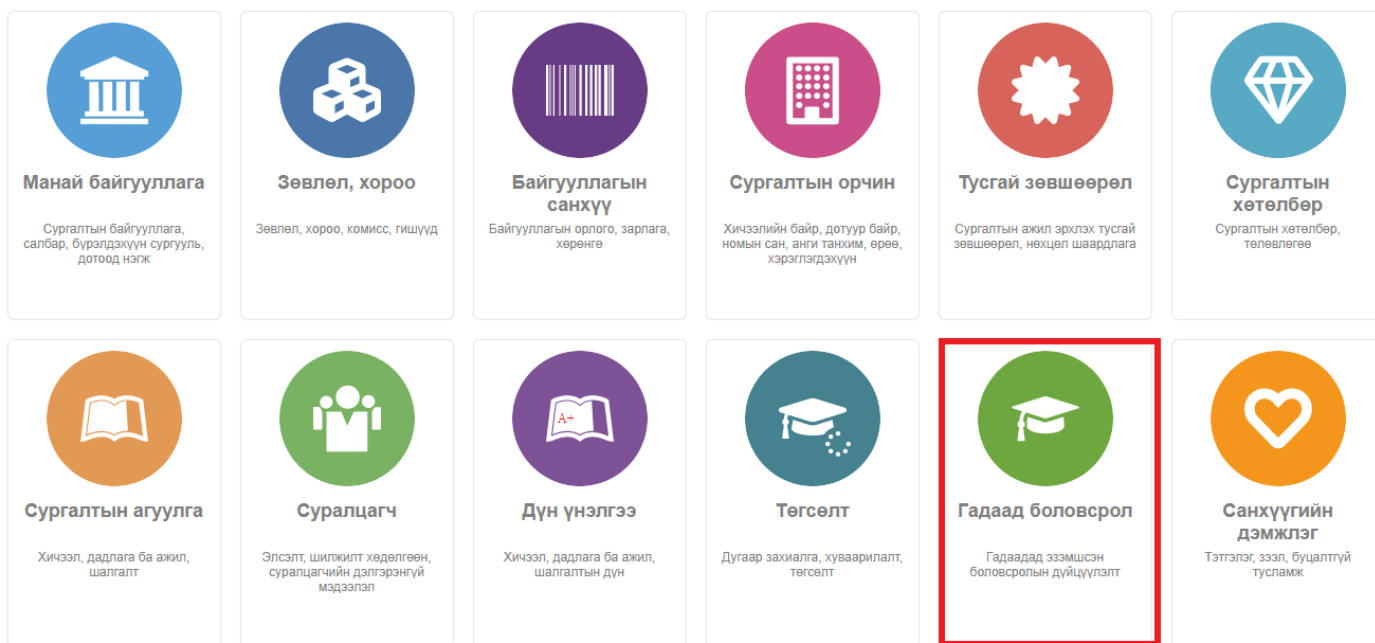 Манай байгууллага
Сургалтын байгууллага,
салбар, бүрэлдэхүүн сургууль,
дотоод нэгж
Зөвлөл, хороо
Зөвлөл, хороо, комисс, гишүүд
Байгууллагын
санхүү
Байгууллагын орлого, зарлага,
хөрөнгө
Сургалтын орчин
Хичээлийн байр, дотуур байр,
номын сан, анги танхим, өрөө,
хэрэглэгдэхүүн
Тусгай зөвшөөрөл
Сургалтын ажил эрхлэх тусгай
зөвшөөрөл, нөхцөл шаардлага
Сургалтын
хөтөлбөр
Сургалтын хөтөлбөр,
төлөвлөгөө
Сургалтын агуулга
Хичээл, дадлага ба ажил,
шалгалт
Суралцагч
Элсэлт, шилжилт хөдөлгөөн,
суралцагчийн дэлгэрэнгүй
мэдээлэл
A+
Дүн үнэлгээ
Хичээл, дадлага ба ажил,
шалгалтын дүн
Төгсөлт
Дугаар захиалга, хуваарилалт,
төгсөлт
Гадаад боловсрол
Гадаадад эзэмшсэн
боловсролын дүйцүүлэлт
Санхүүгийн
дэмжлэг
Тэтгэлэг, зээл, буцалтгүй
тусламж